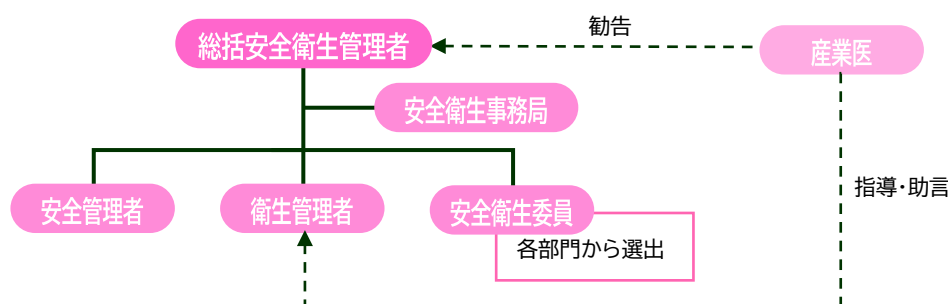 勧告
総括安全衛生管理者
産業医
安全衛生事務局
指導・助言
安全管理者
衛生管理者
安全衛生委員
各部門から選出